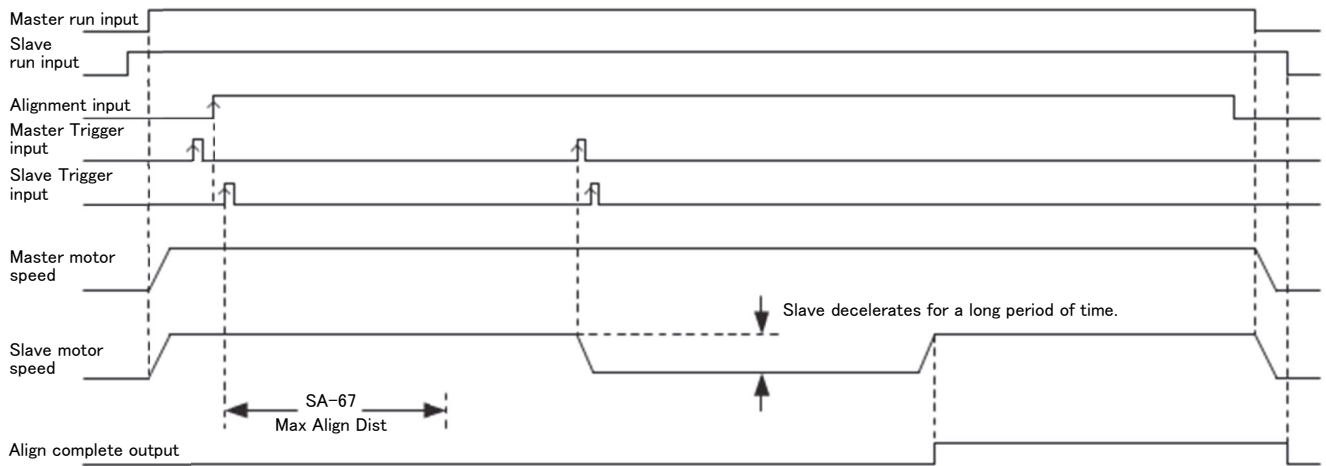 Master run input
Slave
run input
Alignment input
Master Trigger
input
Slave Trigger
input
Master motor
speed
Slave decelerates for a long period of time.
Slave motor
speed
SA-67
Max Align Dist
Align complete output